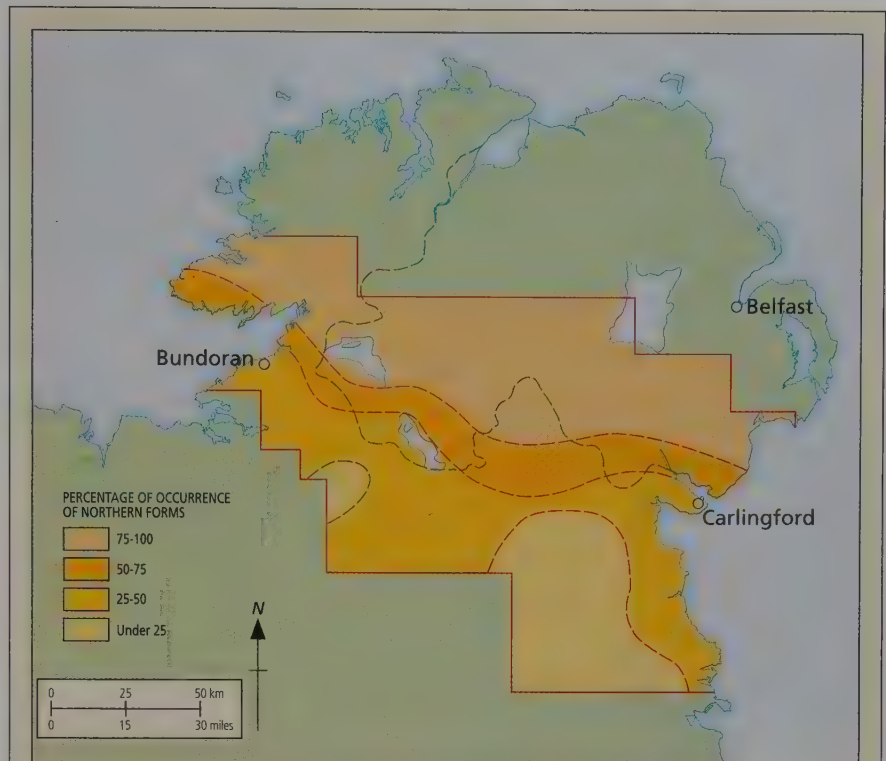 Belfast
Bundoran
PERCENTAGE OF OCCURRENCE
OF NORTHERN FORMS
75-100
50-75
25-50
Under 25
Carlingford
N
0 25 50 km
0 15 30 miles